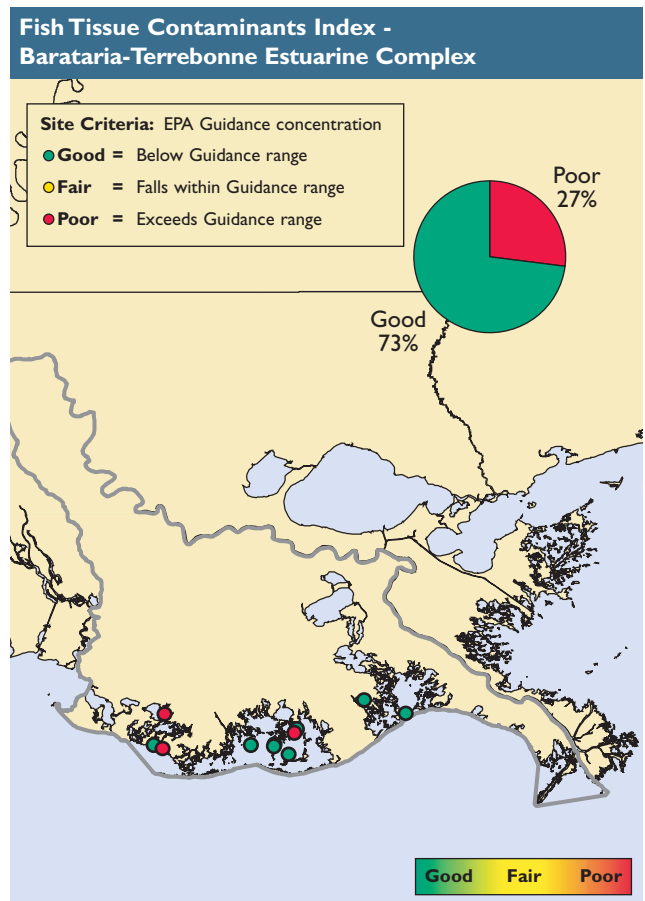 Fish Tissue Contaminants Index -
Barataria-Terrebonne Estuarine Complex
Site Criteria: EPA Guidance concentration
Good = Below Guidance range
Fair = Falls within Guidance range
Poor = Exceeds Guidance range
Poor
27%
Good
73%
Good Fair Poor